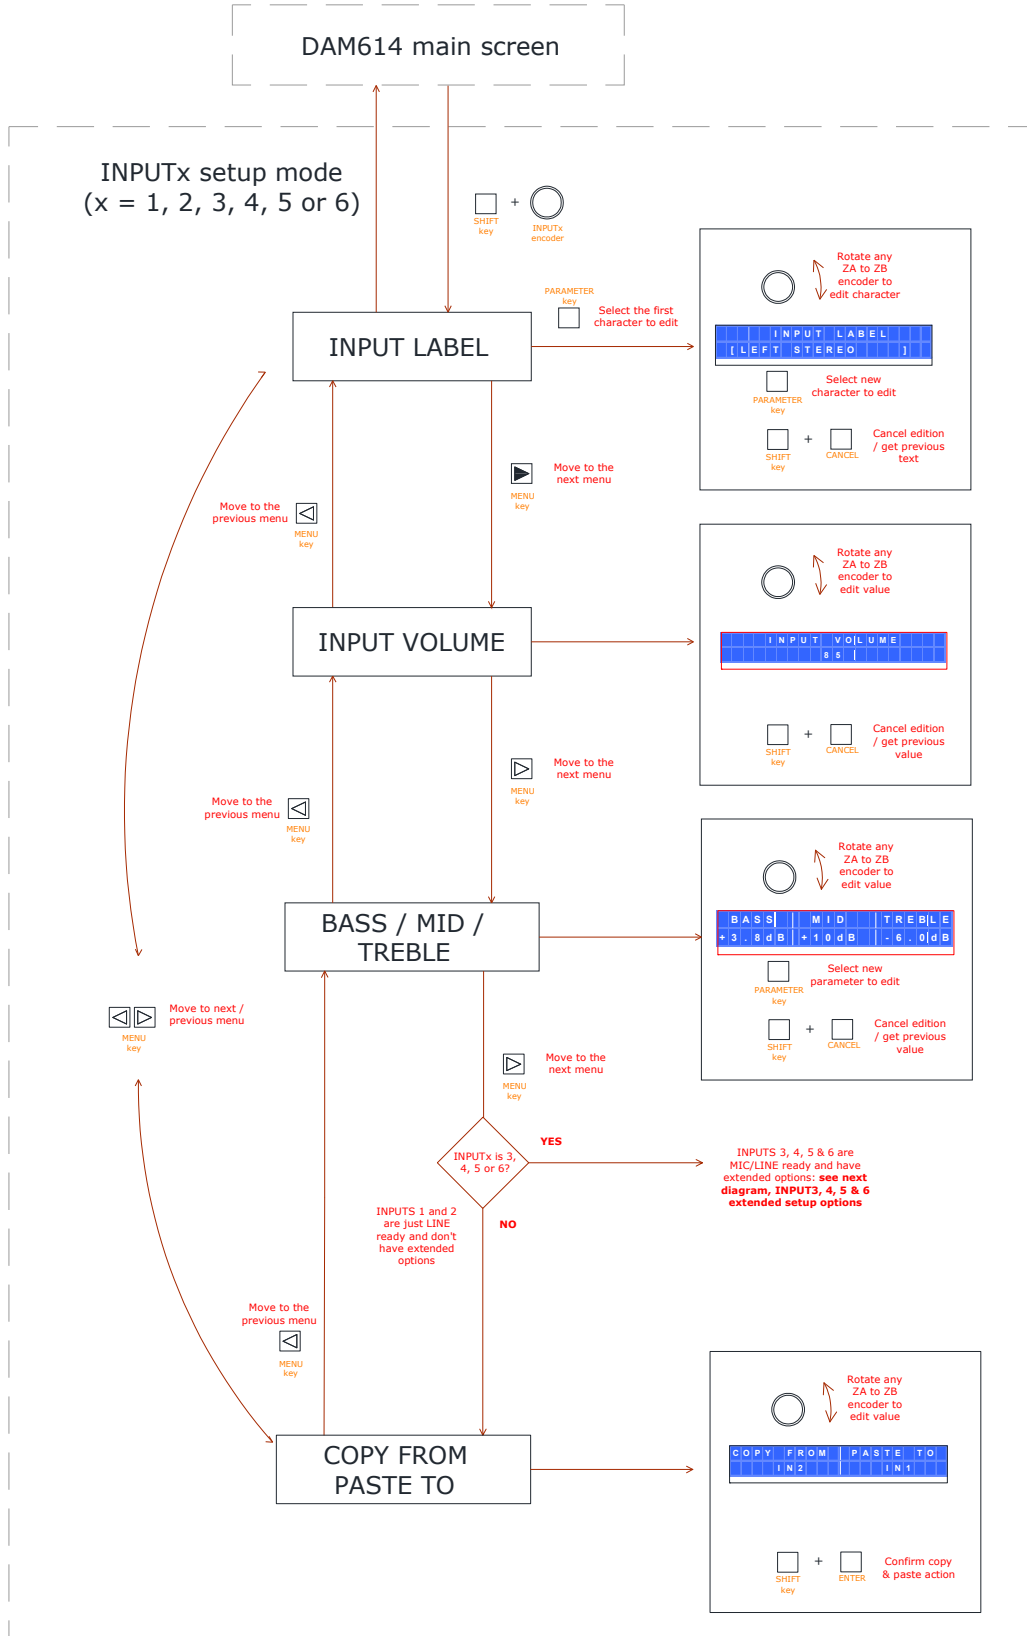 DAM614 main screen
INPUTx setup mode
(x = 1, 2, 3, 4, 5 or 6)
+
SHIFT
key
INPUTx
encoder
INPUT LABEL
PARAMETER
key
Select the first
character to edit
Rotate any
ZA to ZB
encoder to
edit character
INPUT LABEL
[LEFT STEREO ]
PARAMETER
key
Select new
character to edit
+
SHIFT
key
CANCEL
Cancel edition
/ get previous
text
Move to the
previous menu
MENU
key
MENU
key
Move to the
next menu
INPUT VOLUME
Rotate any
ZA to ZB
encoder to
edit value
INPUT VOLUME
85
+
SHIFT
key
CANCEL
Cancel edition
/ get previous
value
Move to the
previous menu
MENU
key
MENU
key
Move to the
next menu
BASS / MID /
TREBLE
Rotate any
ZA to ZB
encoder to
edit value
BASS MID TREBLE
+3.8dB +10dB -6.0dB
PARAMETER
key
Select new
parameter to edit
+
SHIFT
key
CANCEL
Cancel edition
/ get previous
value
MENU
key
Move to next /
previous menu
MENU
key
Move to the
next menu
INPUTx is 3,
4, 5 or 6?
YES
INPUTS 3, 4, 5 & 6 are
MIC/LINE ready and have
extended options: see next
diagram, INPUT3, 4, 5 & 6
extended setup options
NO
INPUTS 1 and 2
are just LINE
ready and don't
have extended
options
Move to the
previous menu
MENU
key
COPY FROM
PASTE TO
Rotate any
ZA to ZB
encoder to
edit value
COPY FROM PASTE TO
IN2 IN1
+
SHIFT
key
ENTER
Confirm copy
& paste action